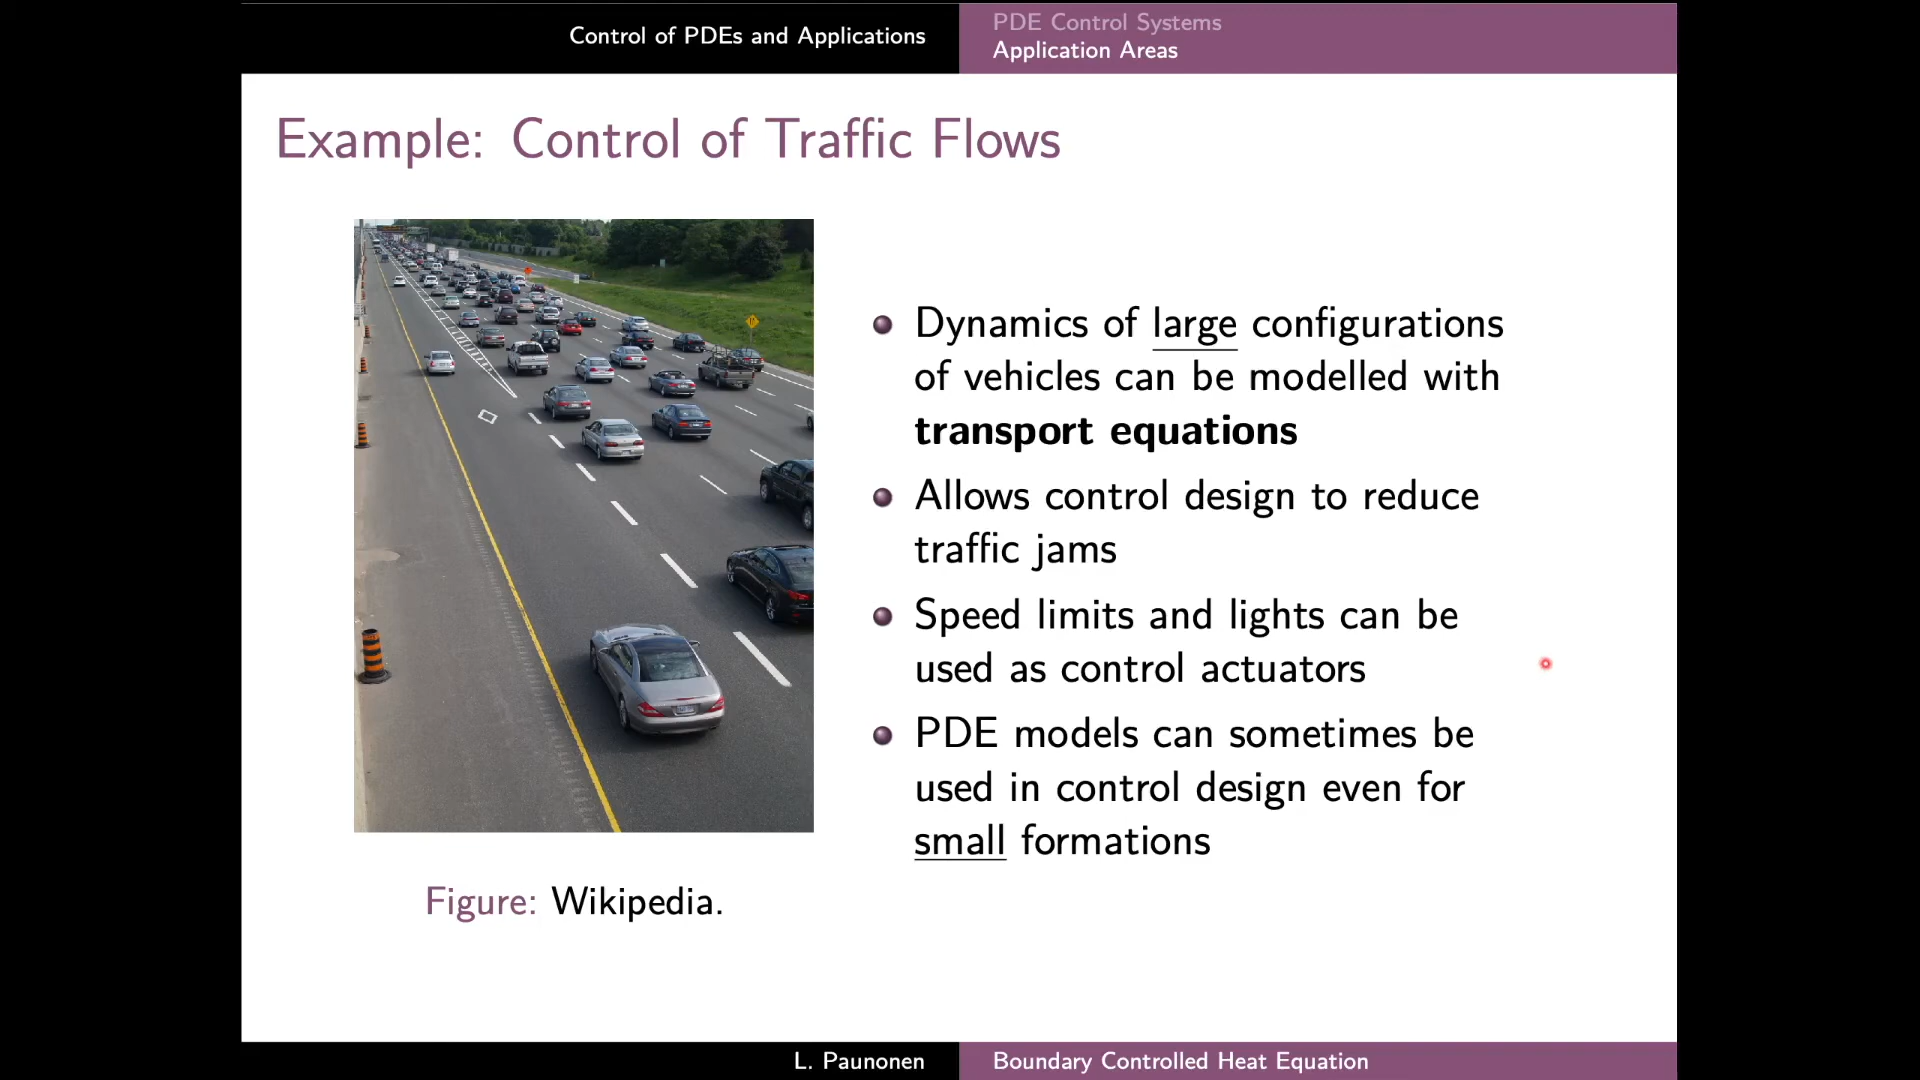 Control of PDEs and Applications
PDE Control Systems
Application Areas
Example: Control of Traffic Flows
Dynamics of large configurations
of vehicles can be modelled with
transport equations
Allows control design to reduce
traffic jams
Speed limits and lights can be
used as control actuators
PDE models can sometimes be
used in control design even for
small formations
Figure: Wikipedia.
L. Paunonen
Boundary Controlled Heat Equation